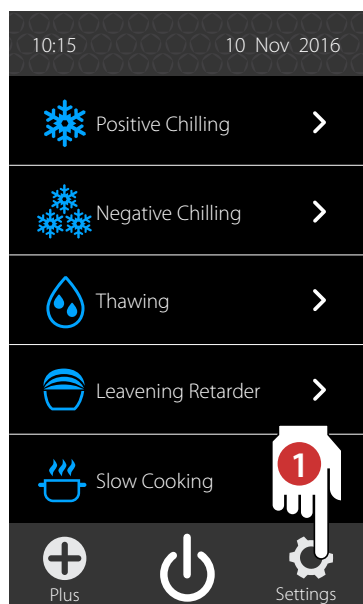 10:15 10 Nov 2016
Positive Chilling
Negative Chilling
Thawing
Leavening Retarder
Slow Cooking
1
Plus Settings